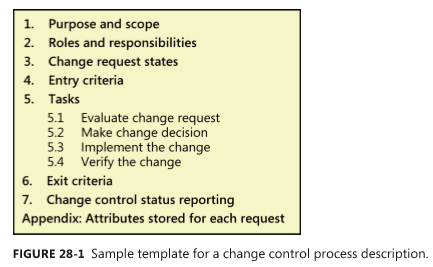 1. Purpose and scope
2. Roles and responsibilities
3. Change request states
4. Entry criteria
5. Tasks
5.1 Evaluate change request
5.2 Make change decision
5.3 Implement the change
5.4 Verify the change
6. Exit criteria
7. Change control status reporting
Appendix: Attributes stored for each request
FIGURE 28-1 Sample template for a change control process description.